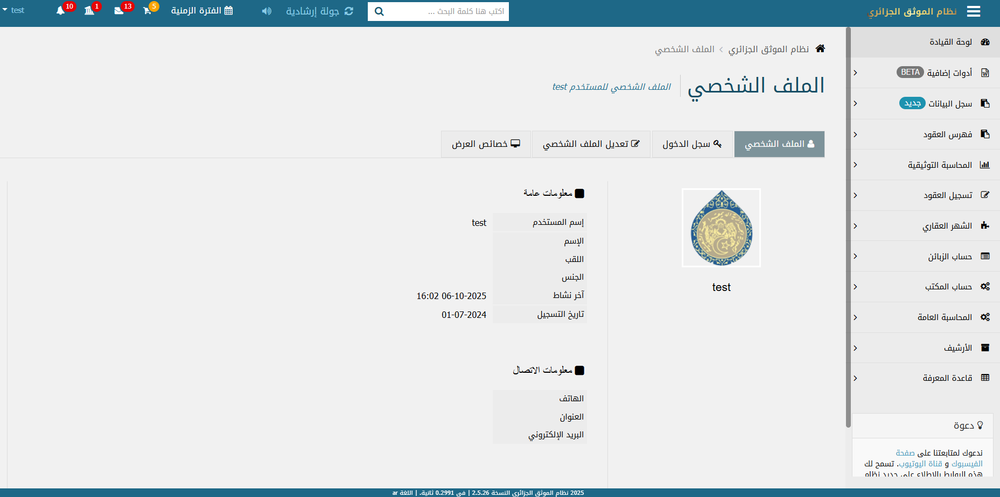 نظام الموثق الجزائري
اكتب هنا كلمة البحث ...
جولة إرشادية
الفترة الزمنية
5
13
1
10
test
لوحة القيادة
أدوات إضافية BETA
سجل البيانات جديد
فهرس العقود
المحاسبة التوثيقية
تسجيل العقود
الشهر العقاري
حساب الزبائن
حساب المكتب
المحاسبة العامة
الأرشيف
قاعدة المعرفة
دعوة
ندعوك لمتابعتنا على صفحة
الفيسبوك و قناة اليوتيوب. تسمح لك
هذه الروابط بالاطلاع على جديد نظام
نظام الموثق الجزائري > الملف الشخصي
الملف الشخصي
الملف الشخصي للمستخدم test
الملف الشخصي
سجل الدخول
تعديل الملف الشخصي
خصائص العرض
test
معلومات عامة
إسم المستخدم test
الإسم
اللقب
الجنس
آخر نشاط 16:02 06-10-2025
تاريخ التسجيل 01-07-2024
معلومات الاتصال
الهاتف
العنوان
البريد الإلكتروني
2025 نظام الموثق الجزائري النسخة 2.5.26 | في 0.2991 ثانية. | اللغة ar